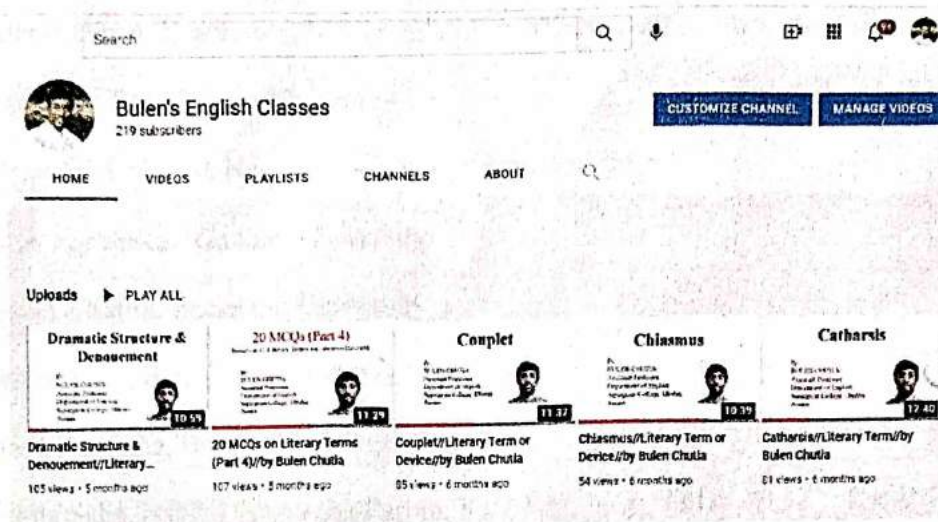 Search
Bulen's English Classes
219 subscribers
CUSTOMIZE CHANNEL MANAGE VIDEOS
HOME VIDEOS PLAYLISTS CHANNELS ABOUT
Uploads PLAY ALL
Dramatic Structure &
Denouement
10:55
20 MCQs (Part 4)
11:29
Couplet
11:37
Chiasmus
10:39
Catharsis
12:40
Dramatic Structure &
Denouement//Literary...
103 views • 5 months ago
20 MCQs on Literary Terms
(Part 4)//by Bulen Chutia
107 views • 5 months ago
Couplet//Literary Term or
Device//by Bulen Chutia
85 views • 6 months ago
Chiasmus//Literary Term or
Device//by Bulen Chutia
54 views • 6 months ago
Catharsis//Literary Term//by
Bulen Chutia
81 views • 6 months ago